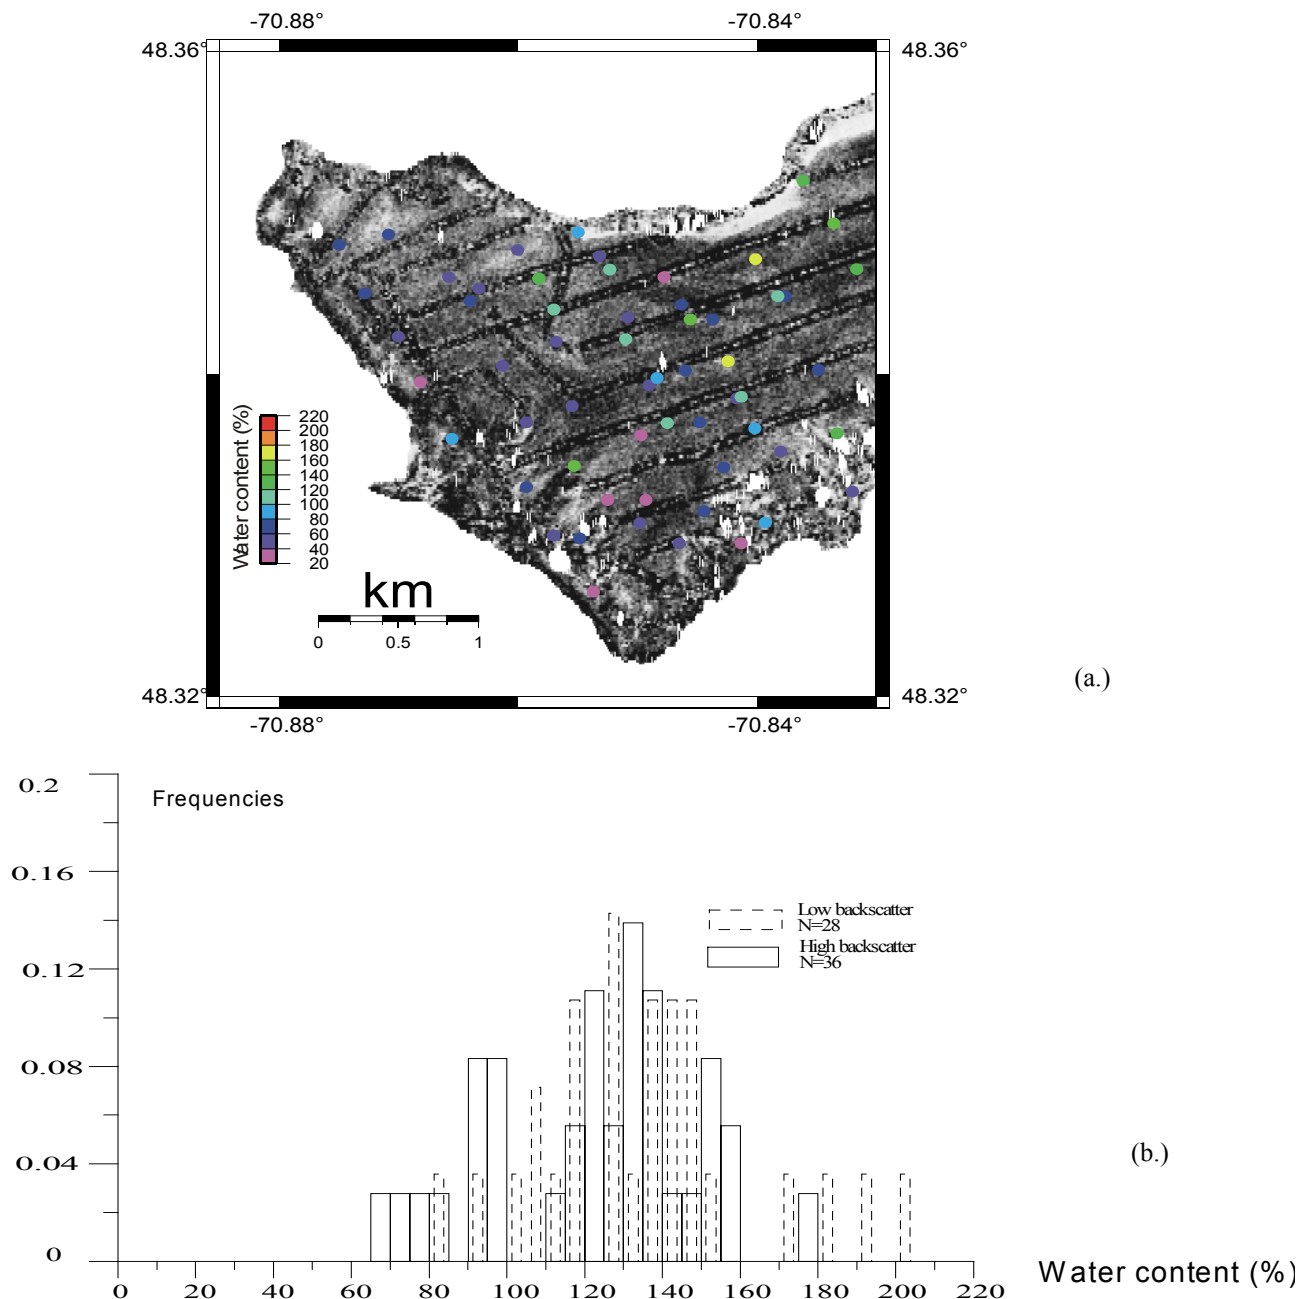 -70.88° -70.84°
48.36° 48.36°
Water content (%)
220
200
180
160
140
120
100
80
60
40
20
km
0 0.5 1
48.32° 48.32°
-70.88° -70.84°
(a.)
0.2
Frequencies
0.16
Low backscatter
N=28
High backscatter
N=36
0.12
0.08
0.04
(b.)
0
0 20 40 60 80 100 120 140 160 180 200 220
Water content (%)